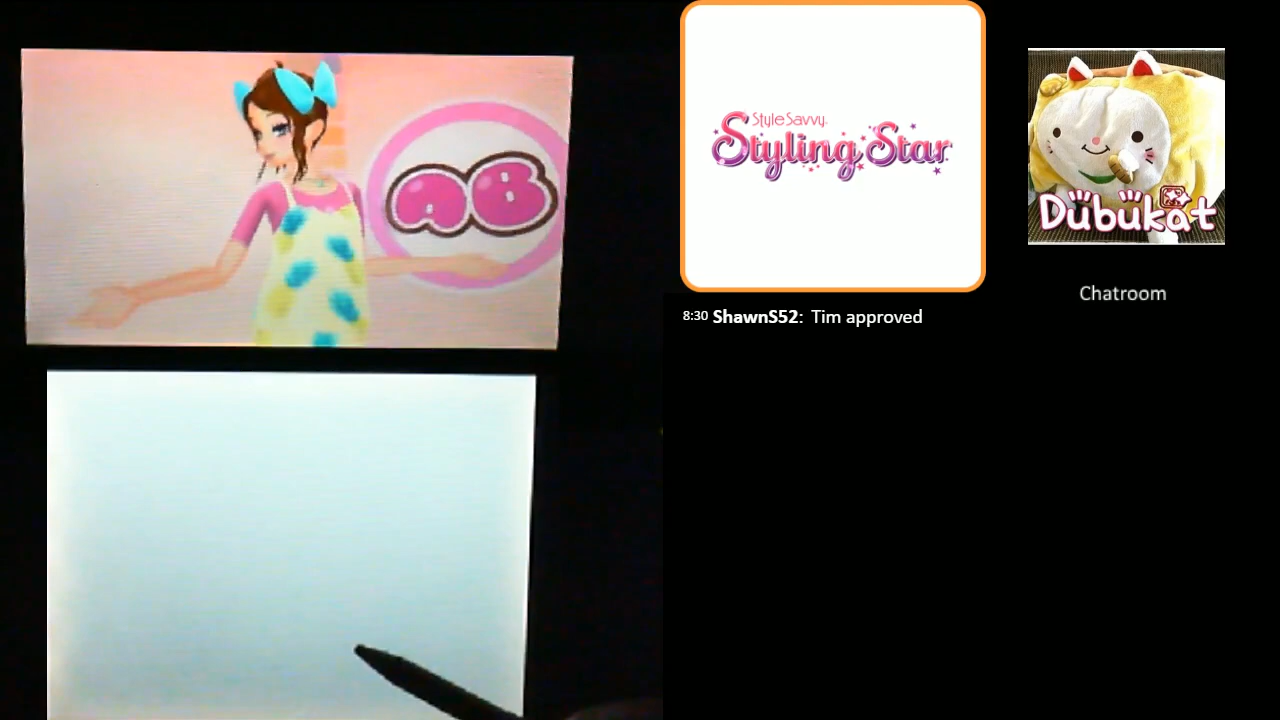 AB
StyleSavvy
Styling Star
Dubukat
Chatroom
8:30 ShawnS52: Tim approved